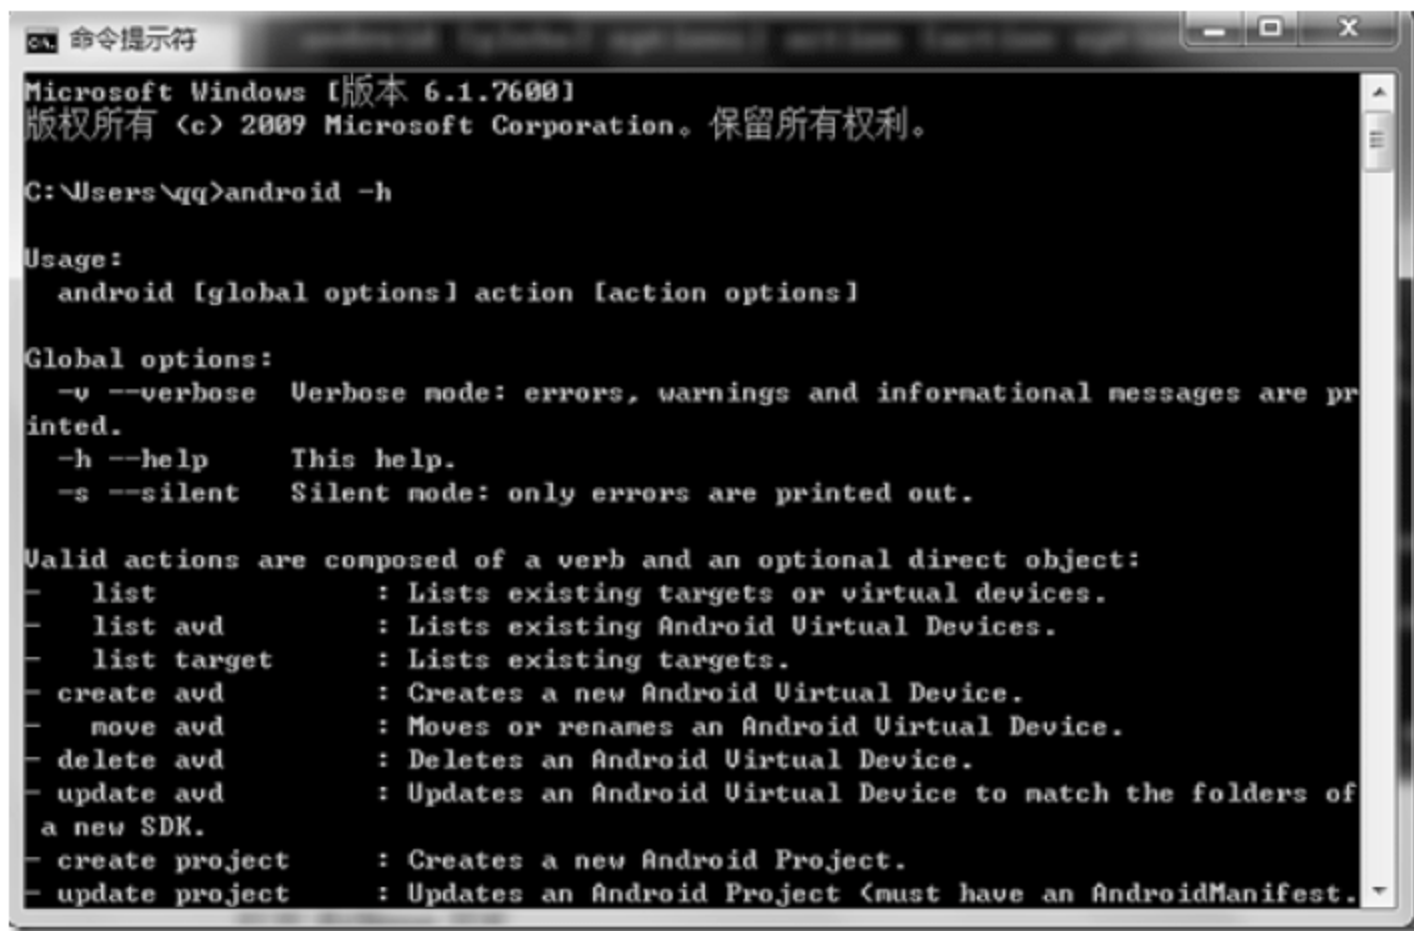 命令提示符
Microsoft Windows [版本 6.1.7600]
版权所有 (c) 2009 Microsoft Corporation。保留所有权利。
C:\Users\qq>android -h
Usage:
android [global options] action [action options]
Global options:
-v --verbose  Verbose mode: errors, warnings and informational messages are pr
inted.
-h --help     This help.
-s --silent   Silent mode: only errors are printed out.
Valid actions are composed of a verb and an optional direct object:
-   list              : Lists existing targets or virtual devices.
-   list avd          : Lists existing Android Virtual Devices.
-   list target       : Lists existing targets.
- create avd          : Creates a new Android Virtual Device.
-   move avd          : Moves or renames an Android Virtual Device.
- delete avd          : Deletes an Android Virtual Device.
- update avd          : Updates an Android Virtual Device to match the folders of
a new SDK.
- create project      : Creates a new Android Project.
- update project      : Updates an Android Project (must have an AndroidManifest.